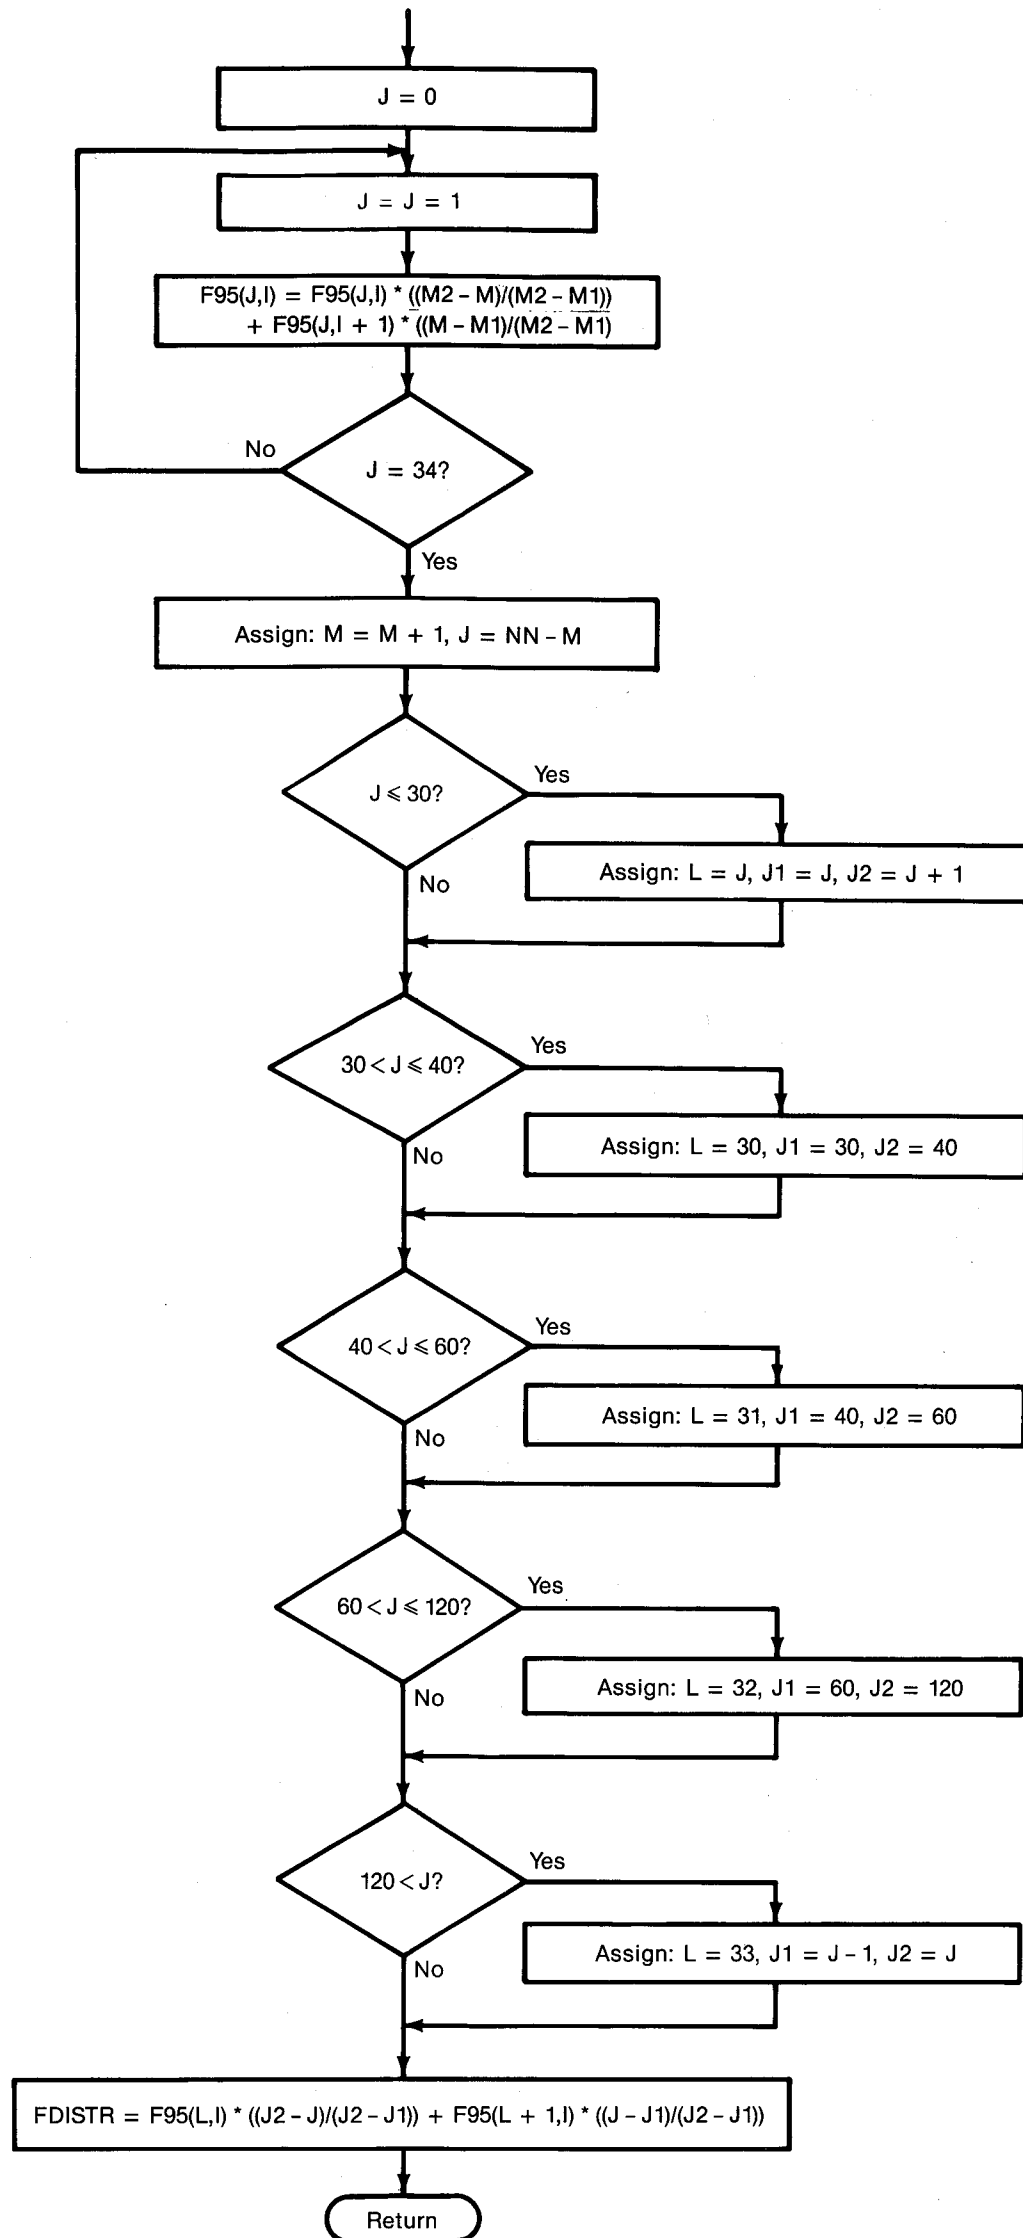 J = 0
J = J = 1
F95(J,I) = F95(J,I) * ((M2 – M)/(M2 – M1))
+ F95(J,I + 1) * ((M – M1)/(M2 – M1)
J = 34?
No
Yes
Assign: M = M + 1, J = NN – M
J ⩽ 30?
Yes
No
Assign: L = J, J1 = J, J2 = J + 1
30 < J ⩽ 40?
Yes
No
Assign: L = 30, J1 = 30, J2 = 40
40 < J ⩽ 60?
Yes
No
Assign: L = 31, J1 = 40, J2 = 60
60 < J ⩽ 120?
Yes
No
Assign: L = 32, J1 = 60, J2 = 120
120 < J?
Yes
No
Assign: L = 33, J1 = J – 1, J2 = J
FDISTR = F95(L,I) * ((J2 – J)/(J2 – J1)) + F95(L + 1,I) * ((J – J1)/(J2 – J1))
Return